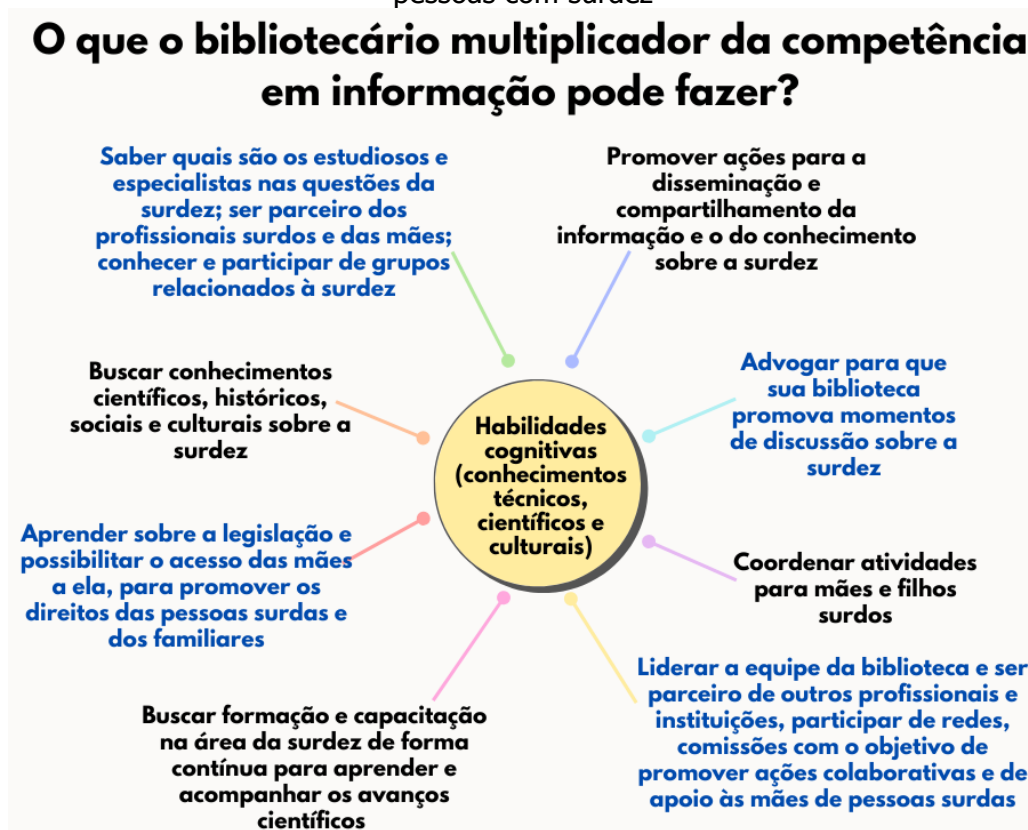 pessoas com surdez
O que o bibliotecário multiplicador da competência
em informação pode fazer?
Saber quais são os estudiosos e
especialistas nas questões da
surdez; ser parceiro dos
profissionais surdos e das mães;
conhecer e participar de grupos
relacionados à surdez
Promover ações para a
disseminação e
compartilhamento da
informação e o do conhecimento
sobre a surdez
Buscar conhecimentos
científicos, históricos,
sociais e culturais sobre a
surdez
Advogar para que
sua biblioteca
promova momentos
de discussão sobre a
surdez
Habilidades
cognitivas
(conhecimentos
técnicos,
científicos e
culturais)
Aprender sobre a legislação e
possibilitar o acesso das mães
a ela, para promover os
direitos das pessoas surdas e
dos familiares
Coordenar atividades
para mães e filhos
surdos
Buscar formação e capacitação
na área da surdez de forma
contínua para aprender e
acompanhar os avanços
científicos
Liderar a equipe da biblioteca e ser
parceiro de outros profissionais e
instituições, participar de redes,
comissões com o objetivo de
promover ações colaborativas e de
apoio às mães de pessoas surdas